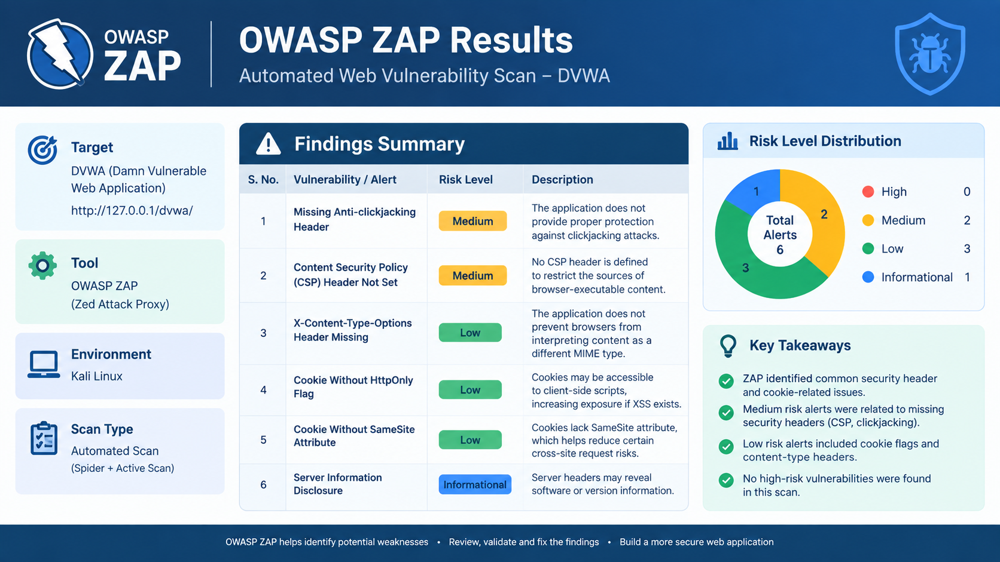 OWASP
ZAP
OWASP ZAP Results
Automated Web Vulnerability Scan – DVWA
Target
DVWA (Damn Vulnerable
Web Application)
http://127.0.0.1/dvwa/
Tool
OWASP ZAP
(Zed Attack Proxy)
Environment
Kali Linux
Scan Type
Automated Scan
(Spider + Active Scan)
Findings Summary
S. No. Vulnerability / Alert Risk Level Description
1
Missing Anti-clickjacking
Header
Medium
The application does not
provide proper protection
against clickjacking attacks.
2
Content Security Policy
(CSP) Header Not Set
Medium
No CSP header is defined
to restrict the sources of
browser-executable content.
3
X-Content-Type-Options
Header Missing
Low
The application does not
prevent browsers from
interpreting content as a
different MIME type.
4
Cookie Without HttpOnly
Flag
Low
Cookies may be accessible
to client-side scripts,
increasing exposure if XSS exists.
5
Cookie Without SameSite
Attribute
Low
Cookies lack SameSite attribute,
which helps reduce certain
cross-site request risks.
6
Server Information
Disclosure
Informational
Server headers may reveal
software or version information.
Risk Level Distribution
1
2
3
Total
Alerts
6
High 0
Medium 2
Low 3
Informational 1
Key Takeaways
ZAP identified common security header
and cookie-related issues.
Medium risk alerts were related to missing
security headers (CSP, clickjacking).
Low risk alerts included cookie flags and
content-type headers.
No high-risk vulnerabilities were found
in this scan.
OWASP ZAP helps identify potential weaknesses • Review, validate and fix the findings • Build a more secure web application